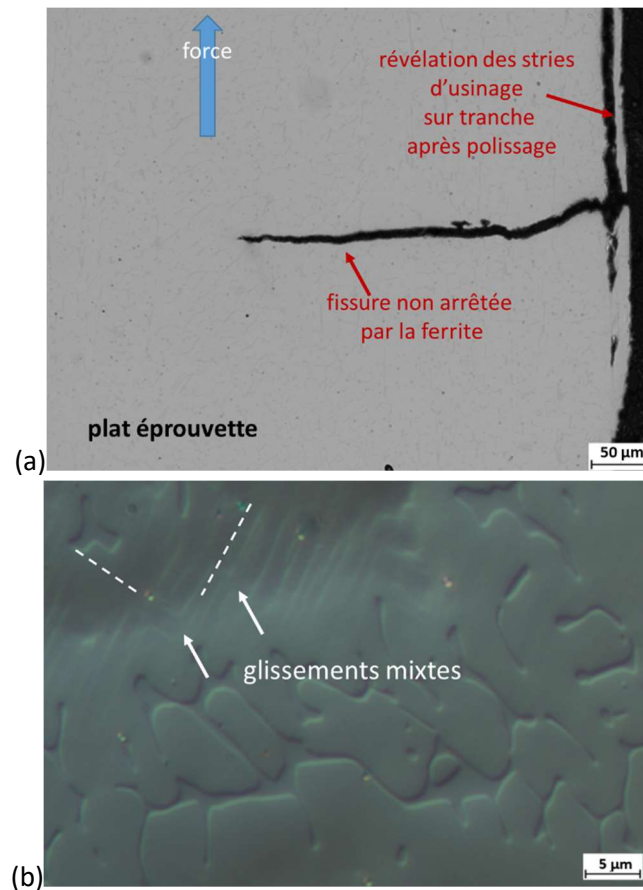 force
révélation des stries
d'usinage
sur tranche
après polissage
fissure non arrêtée
par la ferrite
plat éprouvette
50 µm
(a)
glissements mixtes
5 µm
(b)